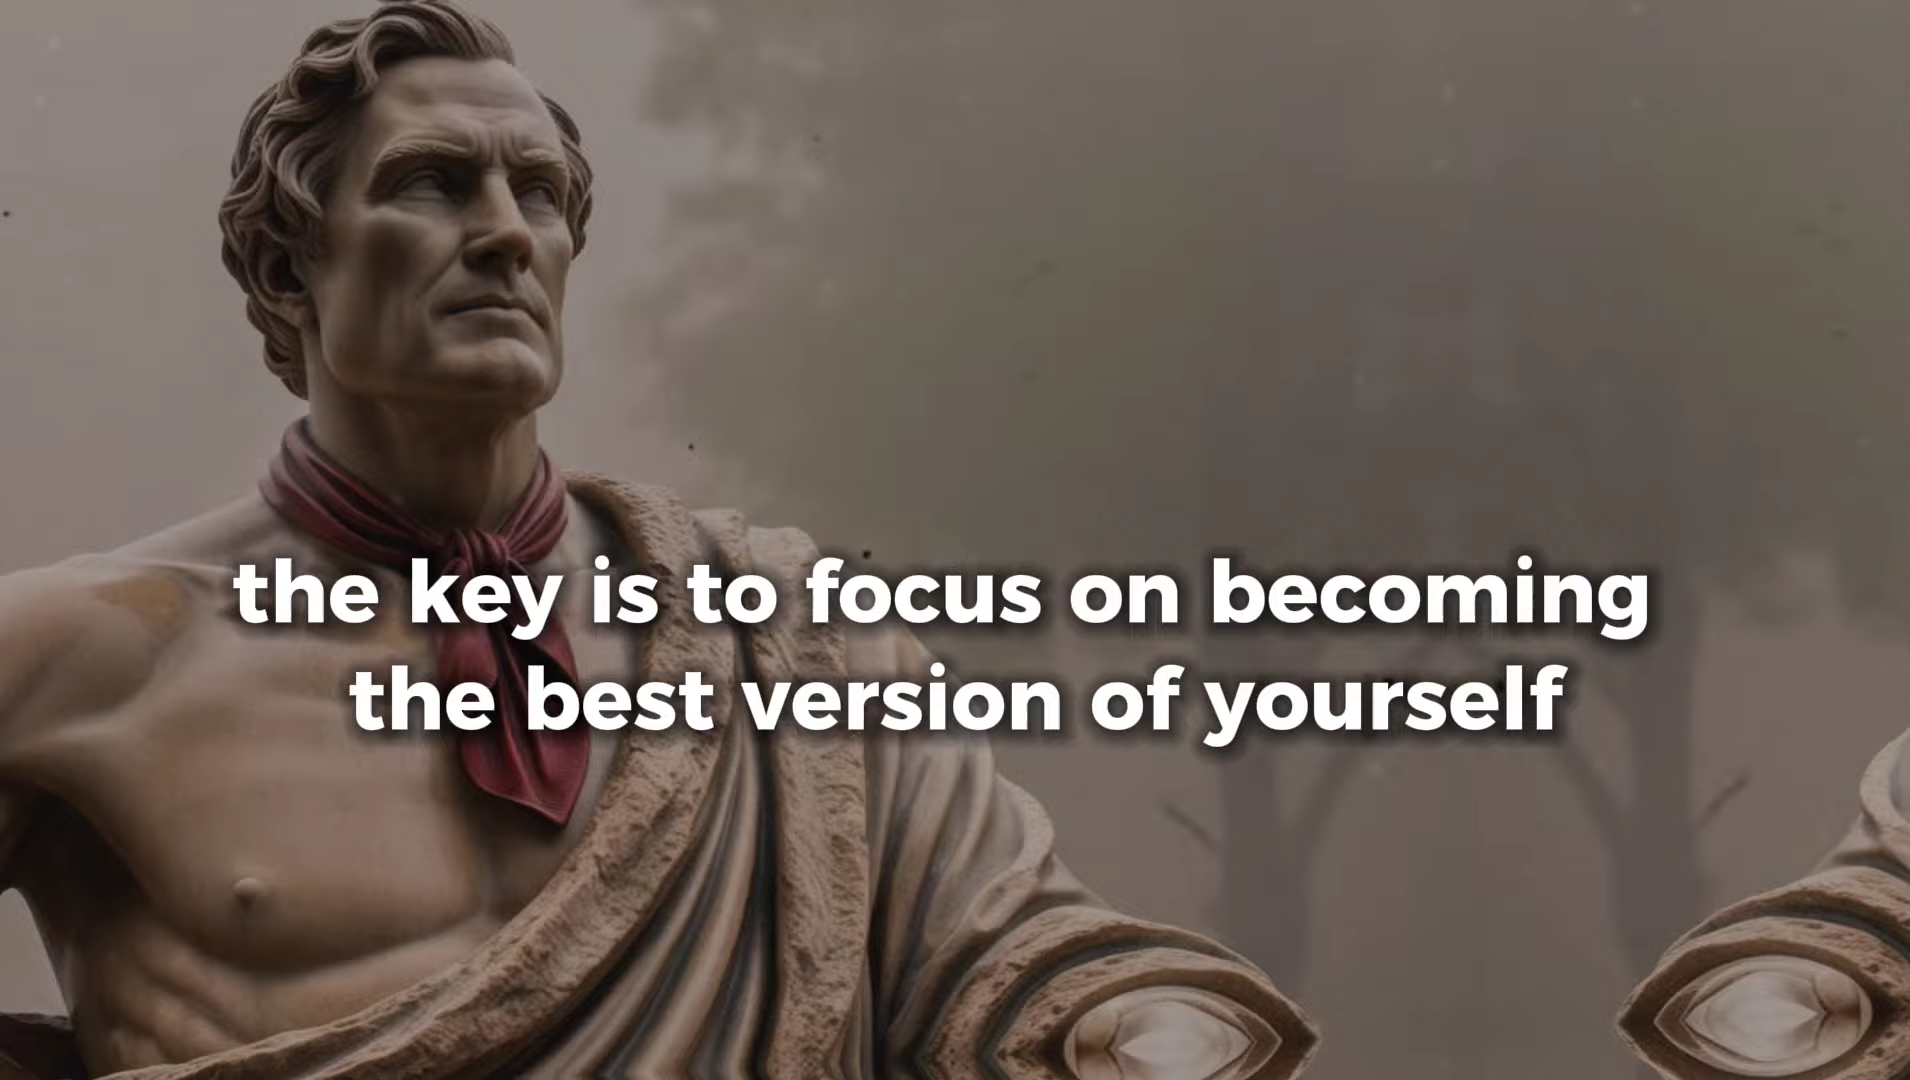 the key is to focus on becoming
the best version of yourself